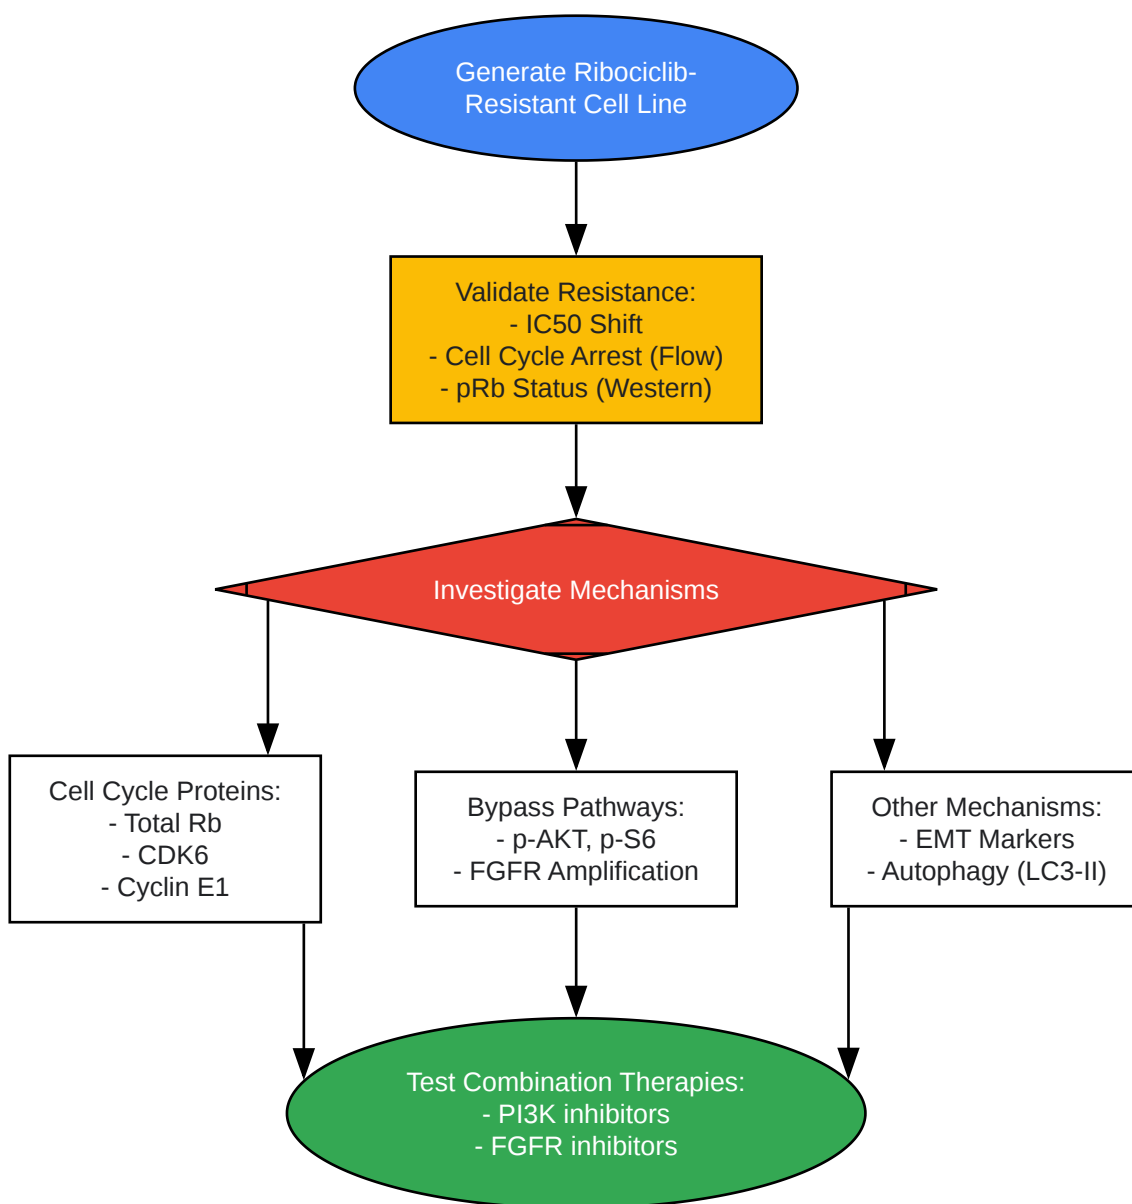 Generate Ribociclib-
Resistant Cell Line
Validate Resistance:
- IC50 Shift
- Cell Cycle Arrest (Flow)
- pRb Status (Western)
Investigate Mechanisms
Cell Cycle Proteins:
- Total Rb
- CDK6
- Cyclin E1
Bypass Pathways:
- p-AKT, p-S6
- FGFR Amplification
Other Mechanisms:
- EMT Markers
- Autophagy (LC3-II)
Test Combination Therapies:
- PI3K inhibitors
- FGFR inhibitors